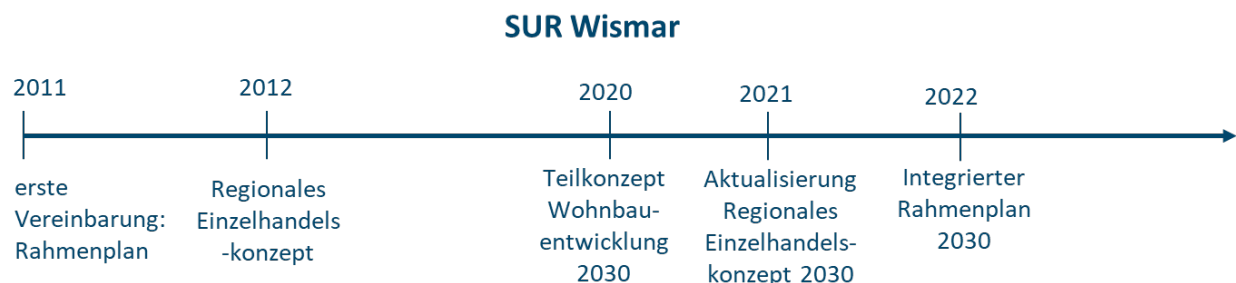 SUR Wismar
2011
2012
2020
2021
2022
erste
Vereinbarung:
Rahmenplan
Regionales
Einzelhandels
-konzept
Teilkonzept
Wohnbau-
entwicklung
2030
Aktualisierung
Regionales
Einzelhandels-
konzept 2030
Integrierter
Rahmenplan
2030